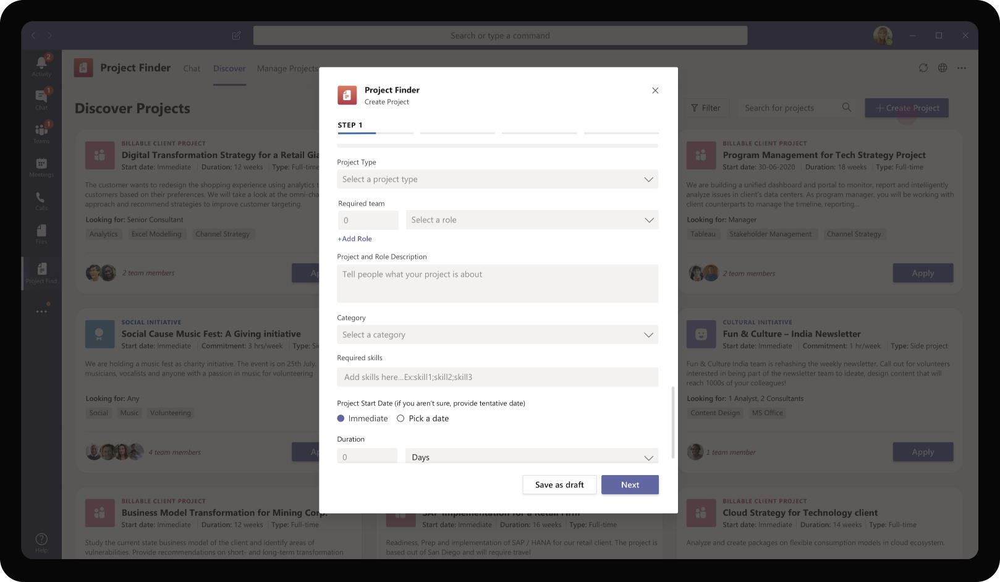 Search or type a command
2
Activity
1
Chat
1
Teams
Meetings
Calls
Files
Project Find..
Help
Project Finder
Chat
Discover
Manage Projects
Discover Projects
Filter
Search for projects
+ Create Project
BILLABLE CLIENT PROJECT
Digital Transformation Strategy for a Retail
Start date: Immediate
Duration: 12 weeks
Type: Full-time
The customer wants to redesign the shopping experience using analytics
customers based on their preferences. We will take a look at the
approach and recommend strategies to improve customer targeting.
Looking for: Senior Consultant
Analytics
Excel Modelling
Channel Strategy
2 team members
BILLABLE CLIENT PROJECT
Program Management for Tech Strategy Project
Start date: 30-06-2020
Duration: 18 weeks
Type: Full-time
We are building a unified dashboard and portal to monitor, report and intelligently
analyze issues in client's data centers. As program manager, you will be working with
client counterparts to manage the timeline, reporting...
Looking for: Manager
Tableau
Stakeholder Management
Channel Strategy
2 team members
Apply
SOCIAL INITIATIVE
Social Cause Music Fest: A Giving initiative
Start date: Immediate
Commitment: 3 hrs/week
Type:
We are holding a music fest as charity initiative. The event is on 25th July.
musicians, vocalists and anyone with a passion in music for volunteering
Looking for: Any
Social
Music
Volunteering
4 team members
CULTURAL INITIATIVE
Fun & Culture – India Newsletter
Start date: Immediate
Commitment: 1 hr/week
Type: Side project
Fun & Culture India team is rehashing the weekly newsletter. Call out for volunteers
interested in being part of the newsletter team to ideate, design content that will
reach 1000s of your colleagues!
Looking for: 1 Analyst, 2 Consultants
Content Design
MS Office
1 team member
Apply
BILLABLE CLIENT PROJECT
Business Model Transformation for Mining Corp.
Start date: Immediate
Duration: 12 weeks
Type: Full-time
Study the current state business model of the client and identify areas of
vulnerabilities. Provide recommendations on short- and long-term transformation
SAP Implementation for a Retail Firm
Start date: Immediate
Duration: 16 weeks
Type: Full-time
Readiness, Prep and implementation of SAP / HANA for our retail client. The project is
based out of San Diego and will require travel
BILLABLE CLIENT PROJECT
Cloud Strategy for Technology client
Start date: Immediate
Duration: 14 weeks
Type: Full-time
Analyze and create packages on flexible consumption models in cloud ecosystem.
Project Finder
Create Project
STEP 1
Project Type
Select a project type
Required team
0
Select a role
+Add Role
Project and Role Description
Tell people what your project is about
Category
Select a category
Required skills
Add skills here...Ex:skill1;skill2;skill3
Project Start Date (if you aren't sure, provide tentative date)
Immediate
Pick a date
Duration
0
Days
Save as draft
Next